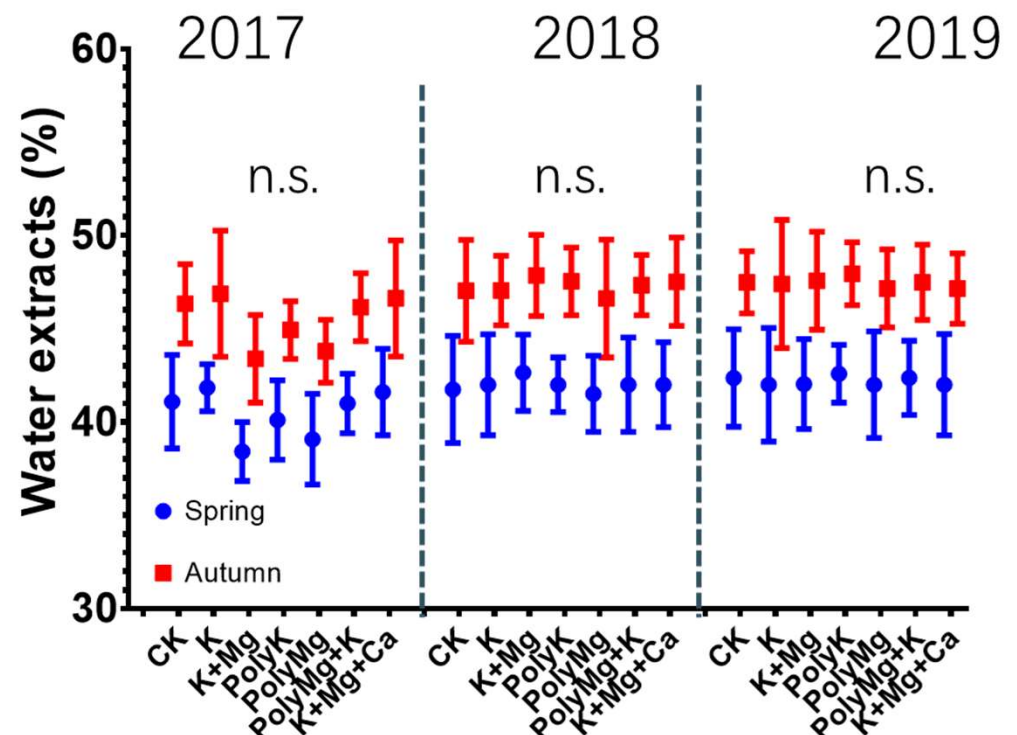 2017 2018 2019
60
n.s. n.s. n.s.
50
Water extracts (%)
40
Spring
Autumn
30
CK K K+Mg PolyK PolyMg PolyMg+K K+Mg+Ca CK K K+Mg PolyK PolyMg PolyMg+K K+Mg+Ca CK K K+Mg PolyK PolyMg PolyMg+K K+Mg+Ca